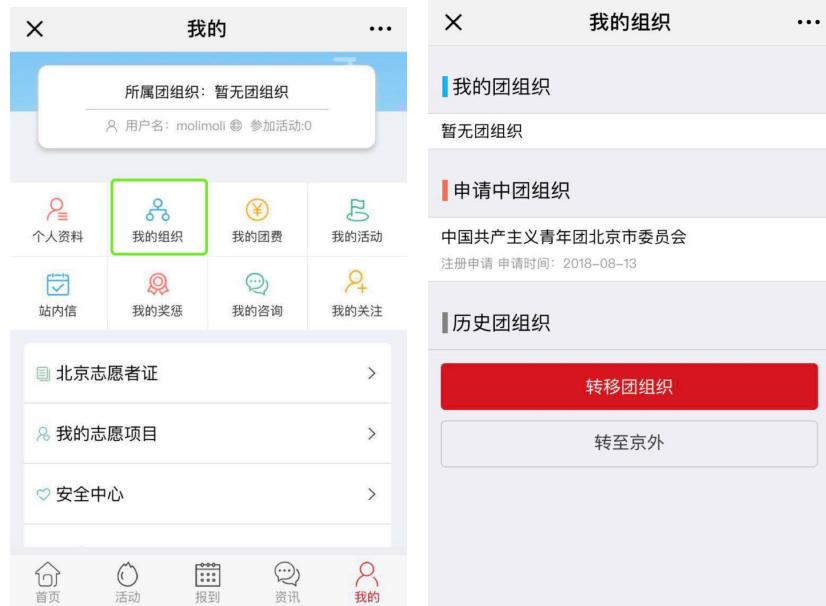 我的
所属团组织：暂无团组织
用户名：molimoli 参加活动:0
个人资料 我的组织 我的团费 我的活动
站内信 我的奖惩 我的咨询 我的关注
北京志愿者证
我的志愿项目
安全中心
首页 活动 报到 资讯 我的
我的组织
我的团组织
暂无团组织
申请中团组织
中国共产主义青年团北京市委员会
注册申请 申请时间：2018-08-13
历史团组织
转移团组织
转至京外